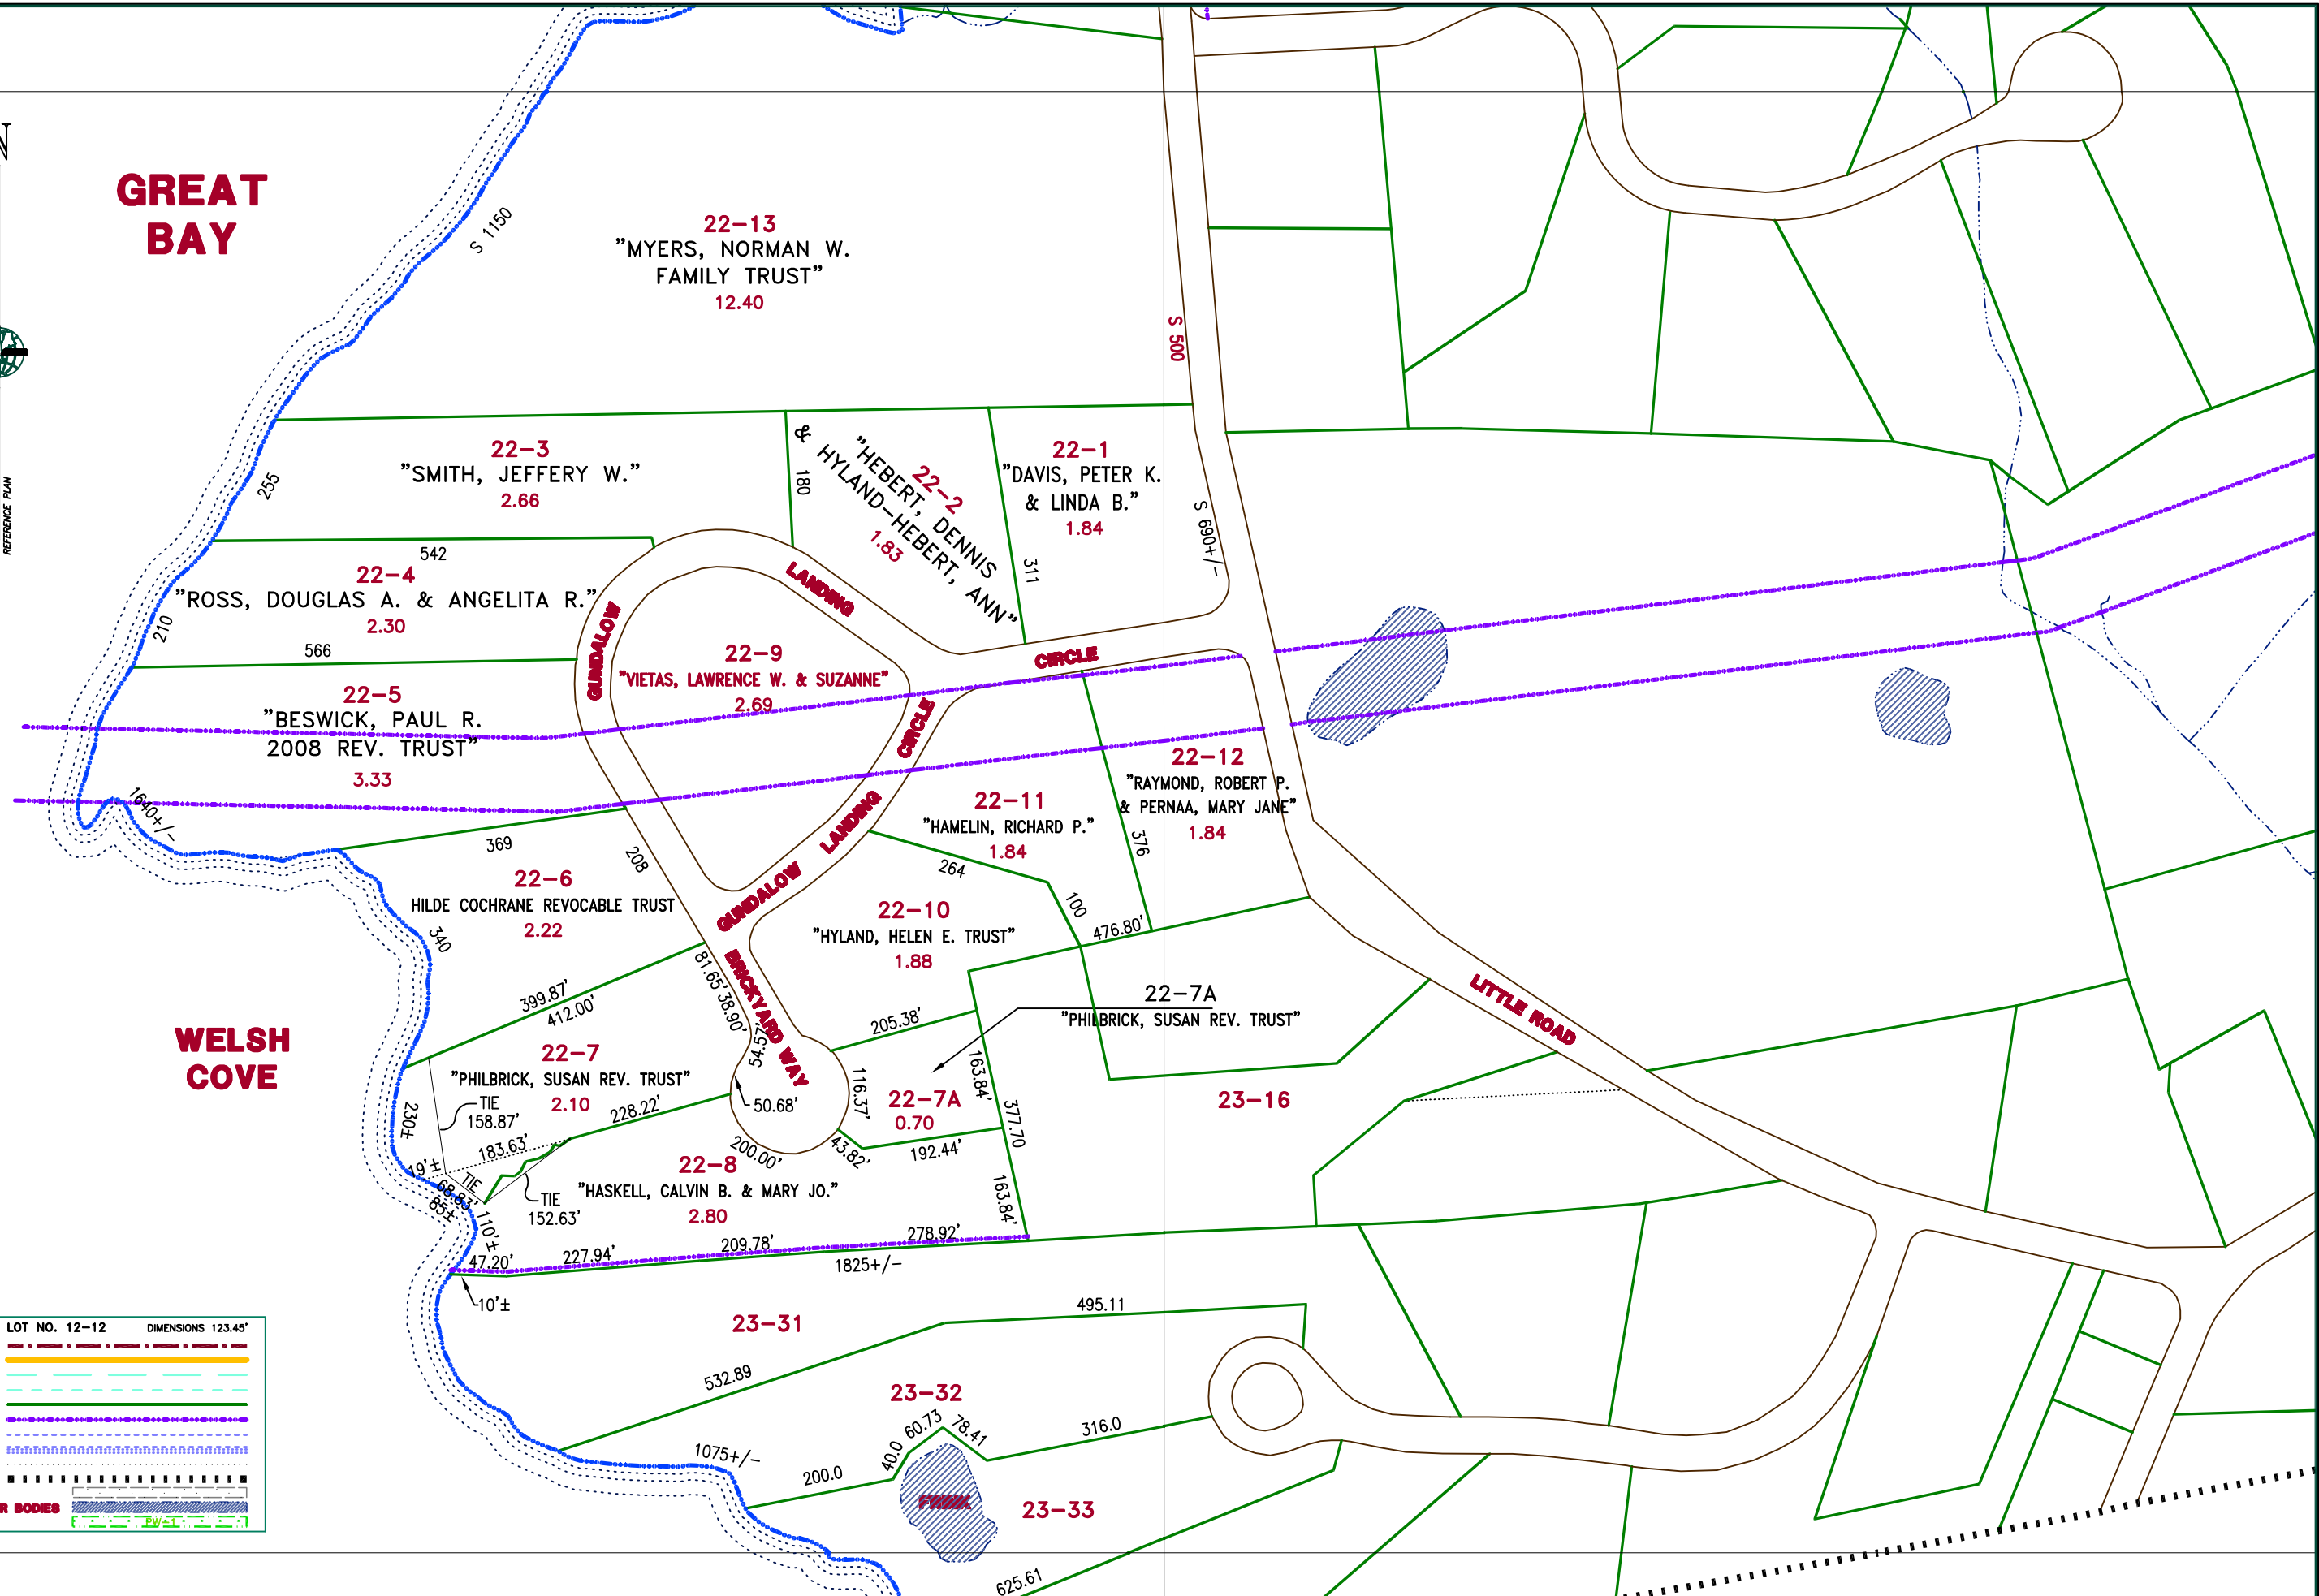 N
GREAT
BAY
S 1150
22-13
"MYERS, NORMAN W.
FAMILY TRUST"
12.40
S 500
REFERENCE PLAN
255
22-3
"SMITH, JEFFERY W."
2.66
180
22-2
"HEBERT, DENNIS
& HYLAND-HEBERT, ANN"
1.83
22-1
"DAVIS, PETER K.
& LINDA B."
1.84
311
S 690+/-
542
22-4
"ROSS, DOUGLAS A. & ANGELITA R."
2.30
210
566
GUNDALOW
LANDING
CIRCLE
22-9
"VIETAS, LAWRENCE W. & SUZANNE"
2.69
22-5
"BESWICK, PAUL R.
2008 REV. TRUST"
3.33
1640+/-
CIRCLE
LANDING
GUNDALOW
22-12
"RAYMOND, ROBERT P.
& PERNAA, MARY JANE"
1.84
22-11
"HAMELIN, RICHARD P."
1.84
376
264
100
369
208
22-6
HILDE COCHRANE REVOCABLE TRUST
2.22
340
22-10
"HYLAND, HELEN E. TRUST"
1.88
476.80'
399.87'
412.00'
81.65'
38.90'
54.57'
BRICKYARD WAY
205.38'
22-7A
"PHILBRICK, SUSAN REV. TRUST"
LITTLE ROAD
WELSH
COVE
22-7
"PHILBRICK, SUSAN REV. TRUST"
2.10
230±
TIE
158.87'
228.22'
50.68'
116.37'
163.84'
22-7A
0.70
377.70
23-16
183.63'
19'±
TIE
68.83'
85±
110'±
TIE
152.63'
200.00'
43.82'
192.44'
22-8
"HASKELL, CALVIN B. & MARY JO."
2.80
163.84'
47.20'
227.94'
209.78'
278.92'
1825+/-
10'±
LOT NO. 12-12
DIMENSIONS 123.45'
R BODIES
PW-1
23-31
495.11
532.89
23-32
1075+/-
200.0
40.0
60.73
78.41
316.0
23-33
625.61